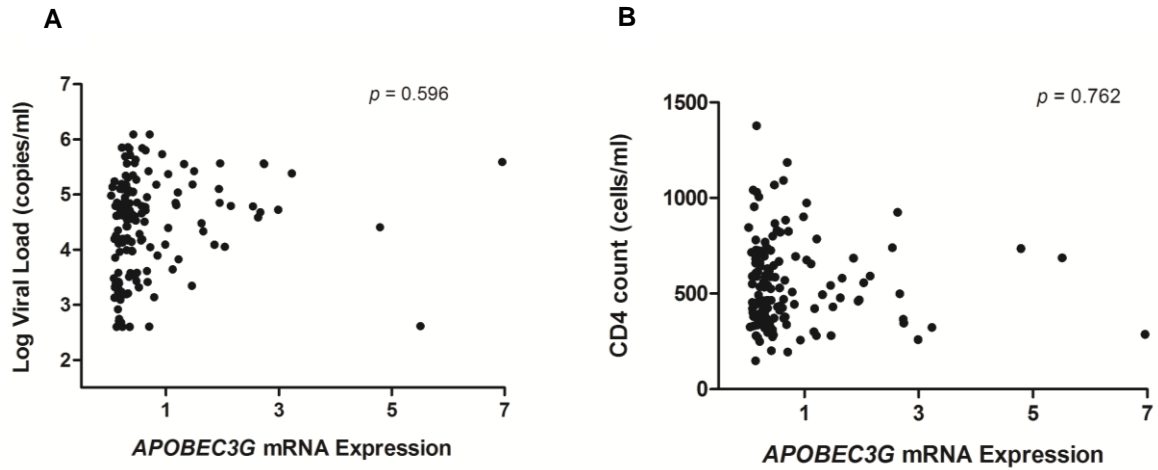 A
p = 0.596
Log Viral Load (copies/ml)
7
6
5
4
3
2
1 3 5 7
APOBEC3G mRNA Expression
B
p = 0.762
CD4 count (cells/ml)
1500
1000
500
0
1 3 5 7
APOBEC3G mRNA Expression